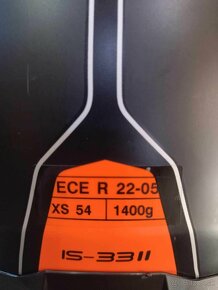 ECE R 22-05
XS 54 1400g
IS-33II